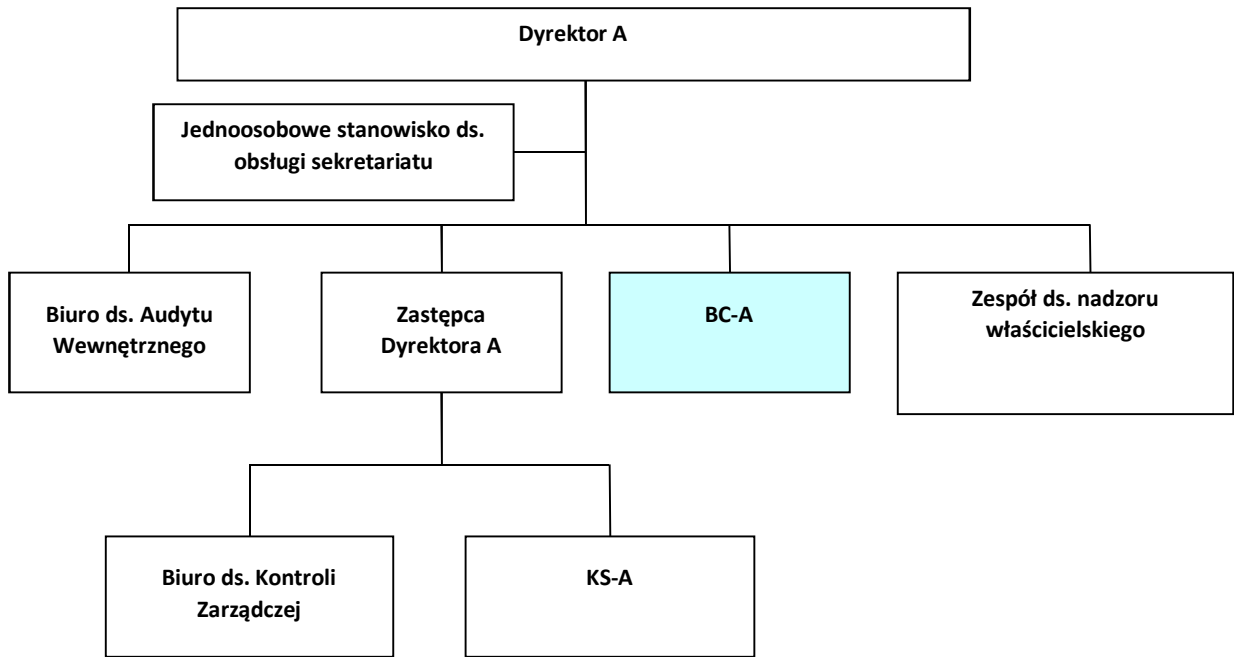 Dyrektor A
Jednoosobowe stanowisko ds.
obsługi sekretariatu
Biuro ds. Audytu
Wewnętrznego
Zastępca
Dyrektora A
BC-A
Zespół ds. nadzoru
właścicielskiego
Biuro ds. Kontroli
Zarządczej
KS-A